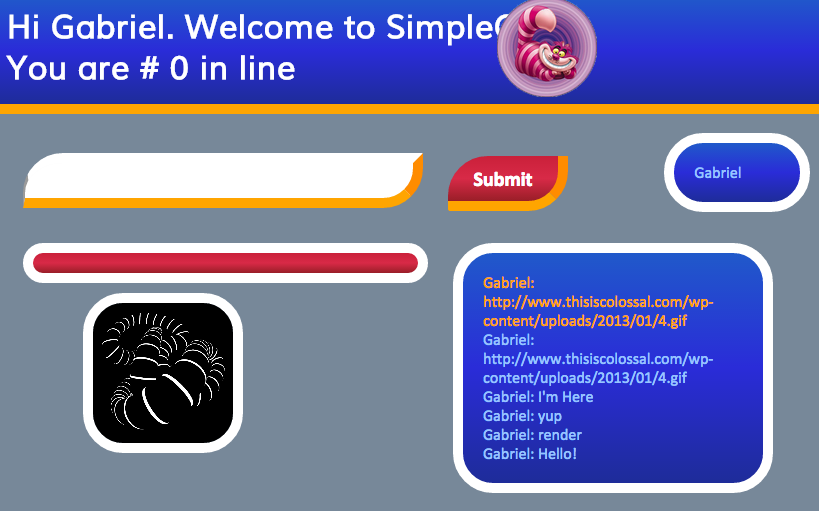 Hi Gabriel. Welcome to Simple
You are # 0 in line
Submit
Gabriel
Gabriel:
http://www.thisiscolossal.com/wp-
content/uploads/2013/01/4.gif
Gabriel:
http://www.thisiscolossal.com/wp-
content/uploads/2013/01/4.gif
Gabriel: I'm Here
Gabriel: yup
Gabriel: render
Gabriel: Hello!